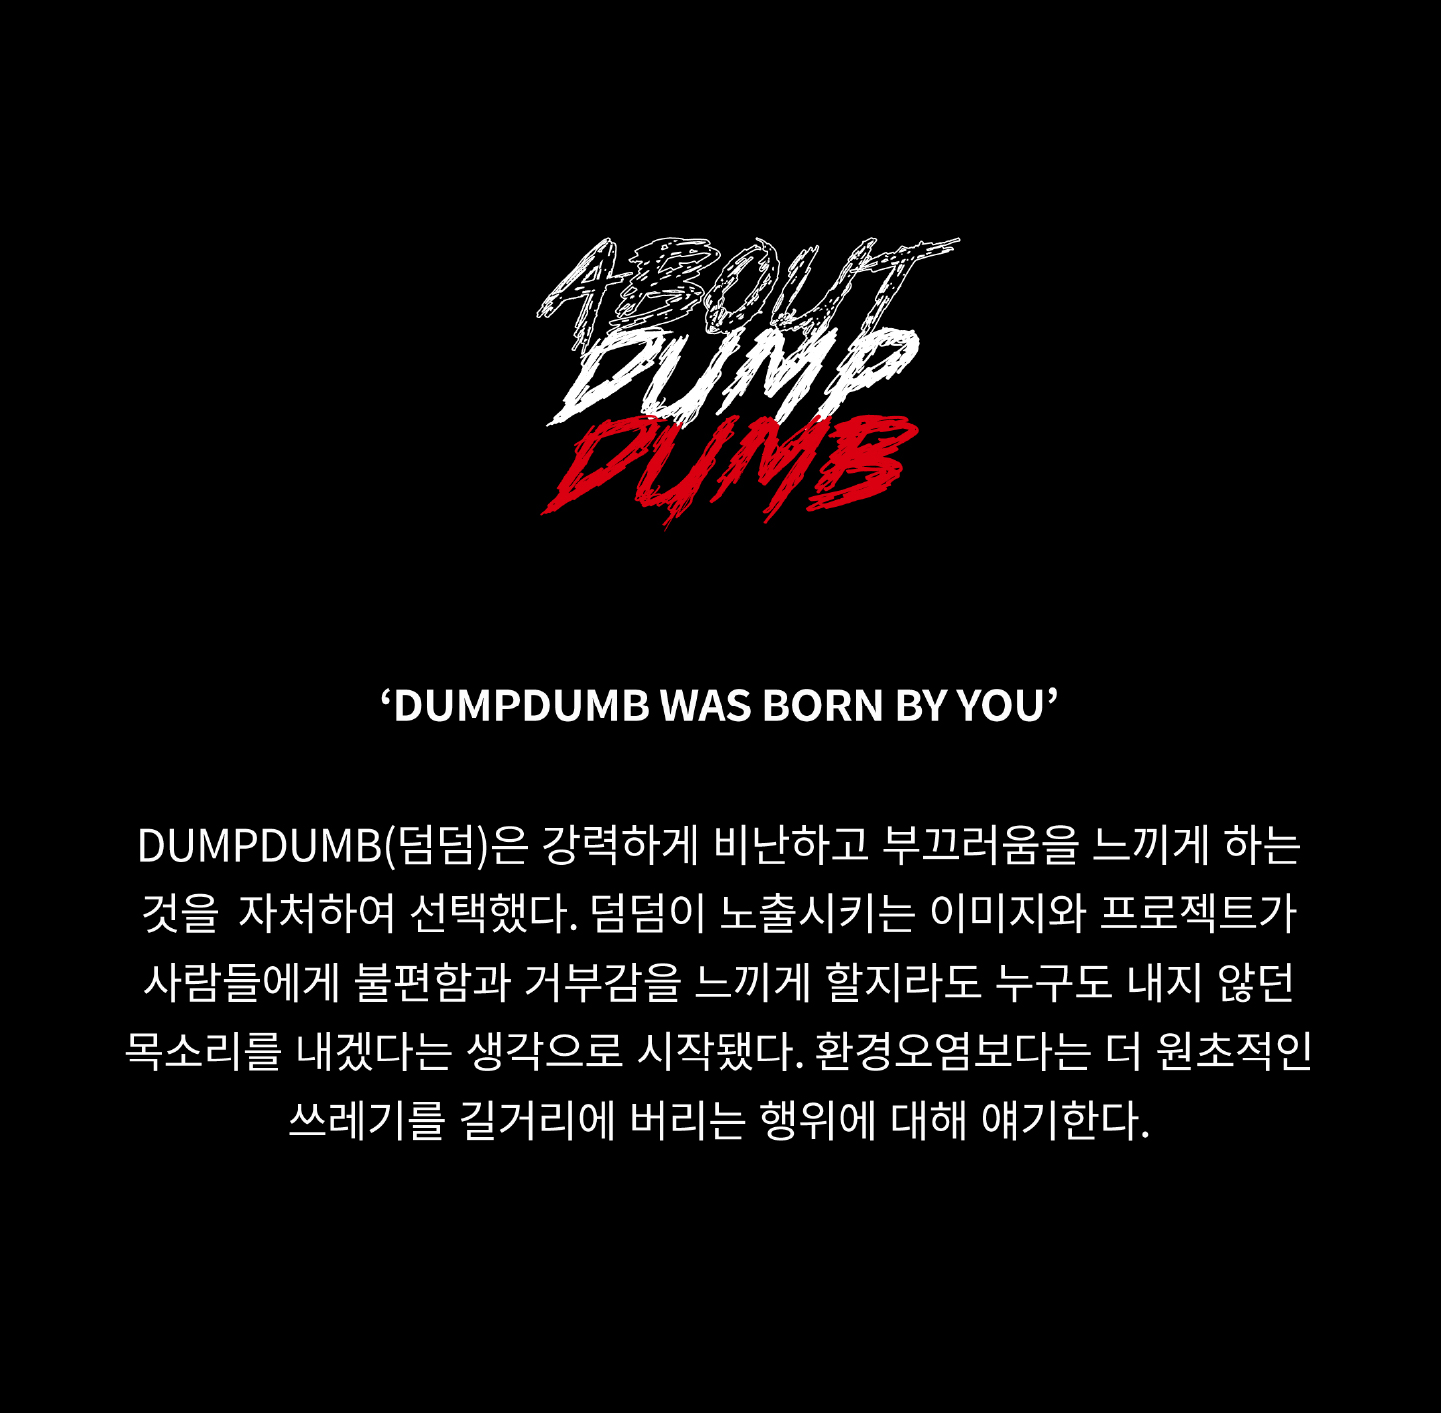 ABOUT
DUMP
DUMB
‘DUMPDUMB WAS BORN BY YOU’
DUMPDUMB(덤덤)은 강력하게 비난하고 부끄러움을 느끼게 하는
것을 자처하여 선택했다. 덤덤이 노출시키는 이미지와 프로젝트가
사람들에게 불편함과 거부감을 느끼게 할지라도 누구도 내지 않던
목소리를 내겠다는 생각으로 시작됐다. 환경오염보다는 더 원초적인
쓰레기를 길거리에 버리는 행위에 대해 얘기한다.